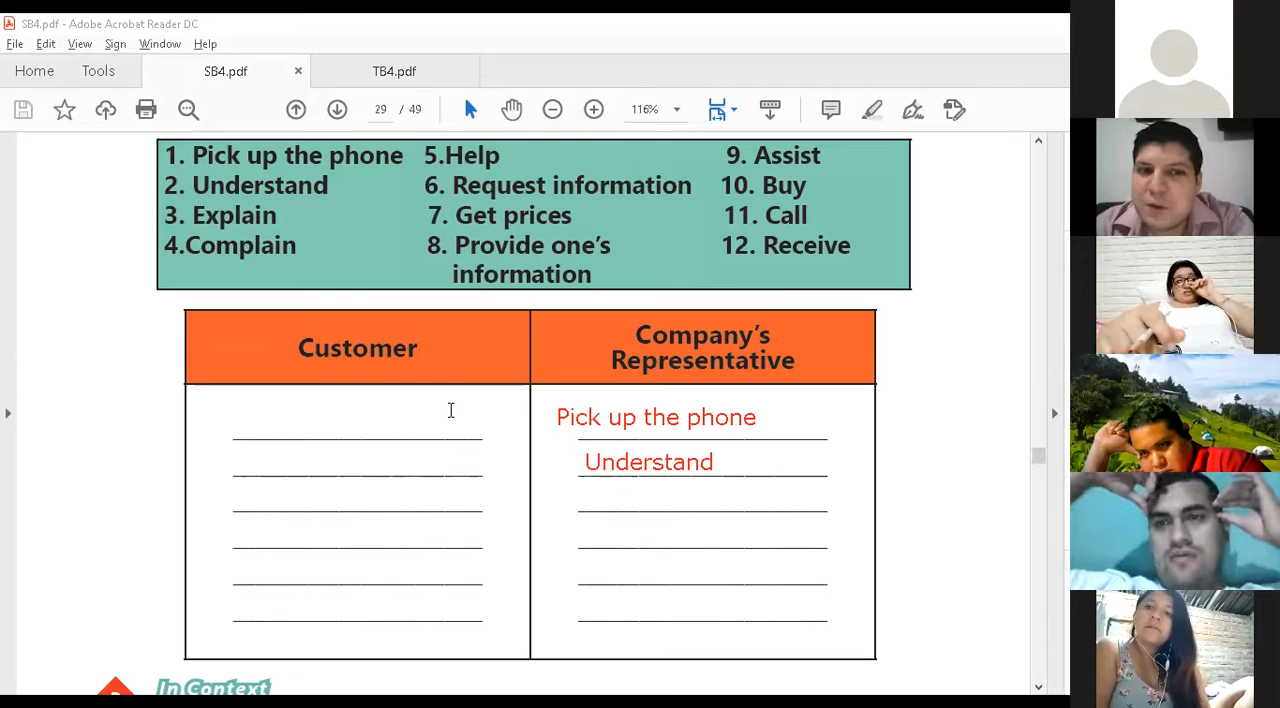 SB4.pdf - Adobe Acrobat Reader DC
File Edit View Sign Window Help
Home Tools SB4.pdf × TB4.pdf
29 / 49 116%
1. Pick up the phone 5.Help 9. Assist
2. Understand 6. Request information 10. Buy
3. Explain 7. Get prices 11. Call
4.Complain 8. Provide one's 12. Receive
information
Customer Company's
Representative
Pick up the phone
Understand
In Context